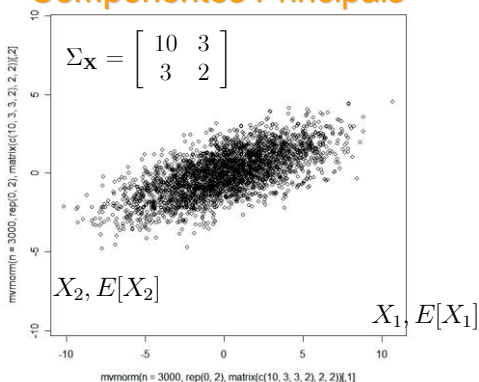 Componentes Principais
Σ_X = [ 10 3
3 2 ]
mvrnorm(n = 3000, rep(0, 2), matrix(c(10, 3, 3, 2), 2, 2))[,2]
10
5
0
-5
-10
X_2, E[X_2]
X_1, E[X_1]
-10 -5 0 5 10
mvrnorm(n = 3000, rep(0, 2), matrix(c(10, 3, 3, 2), 2, 2))[,1]